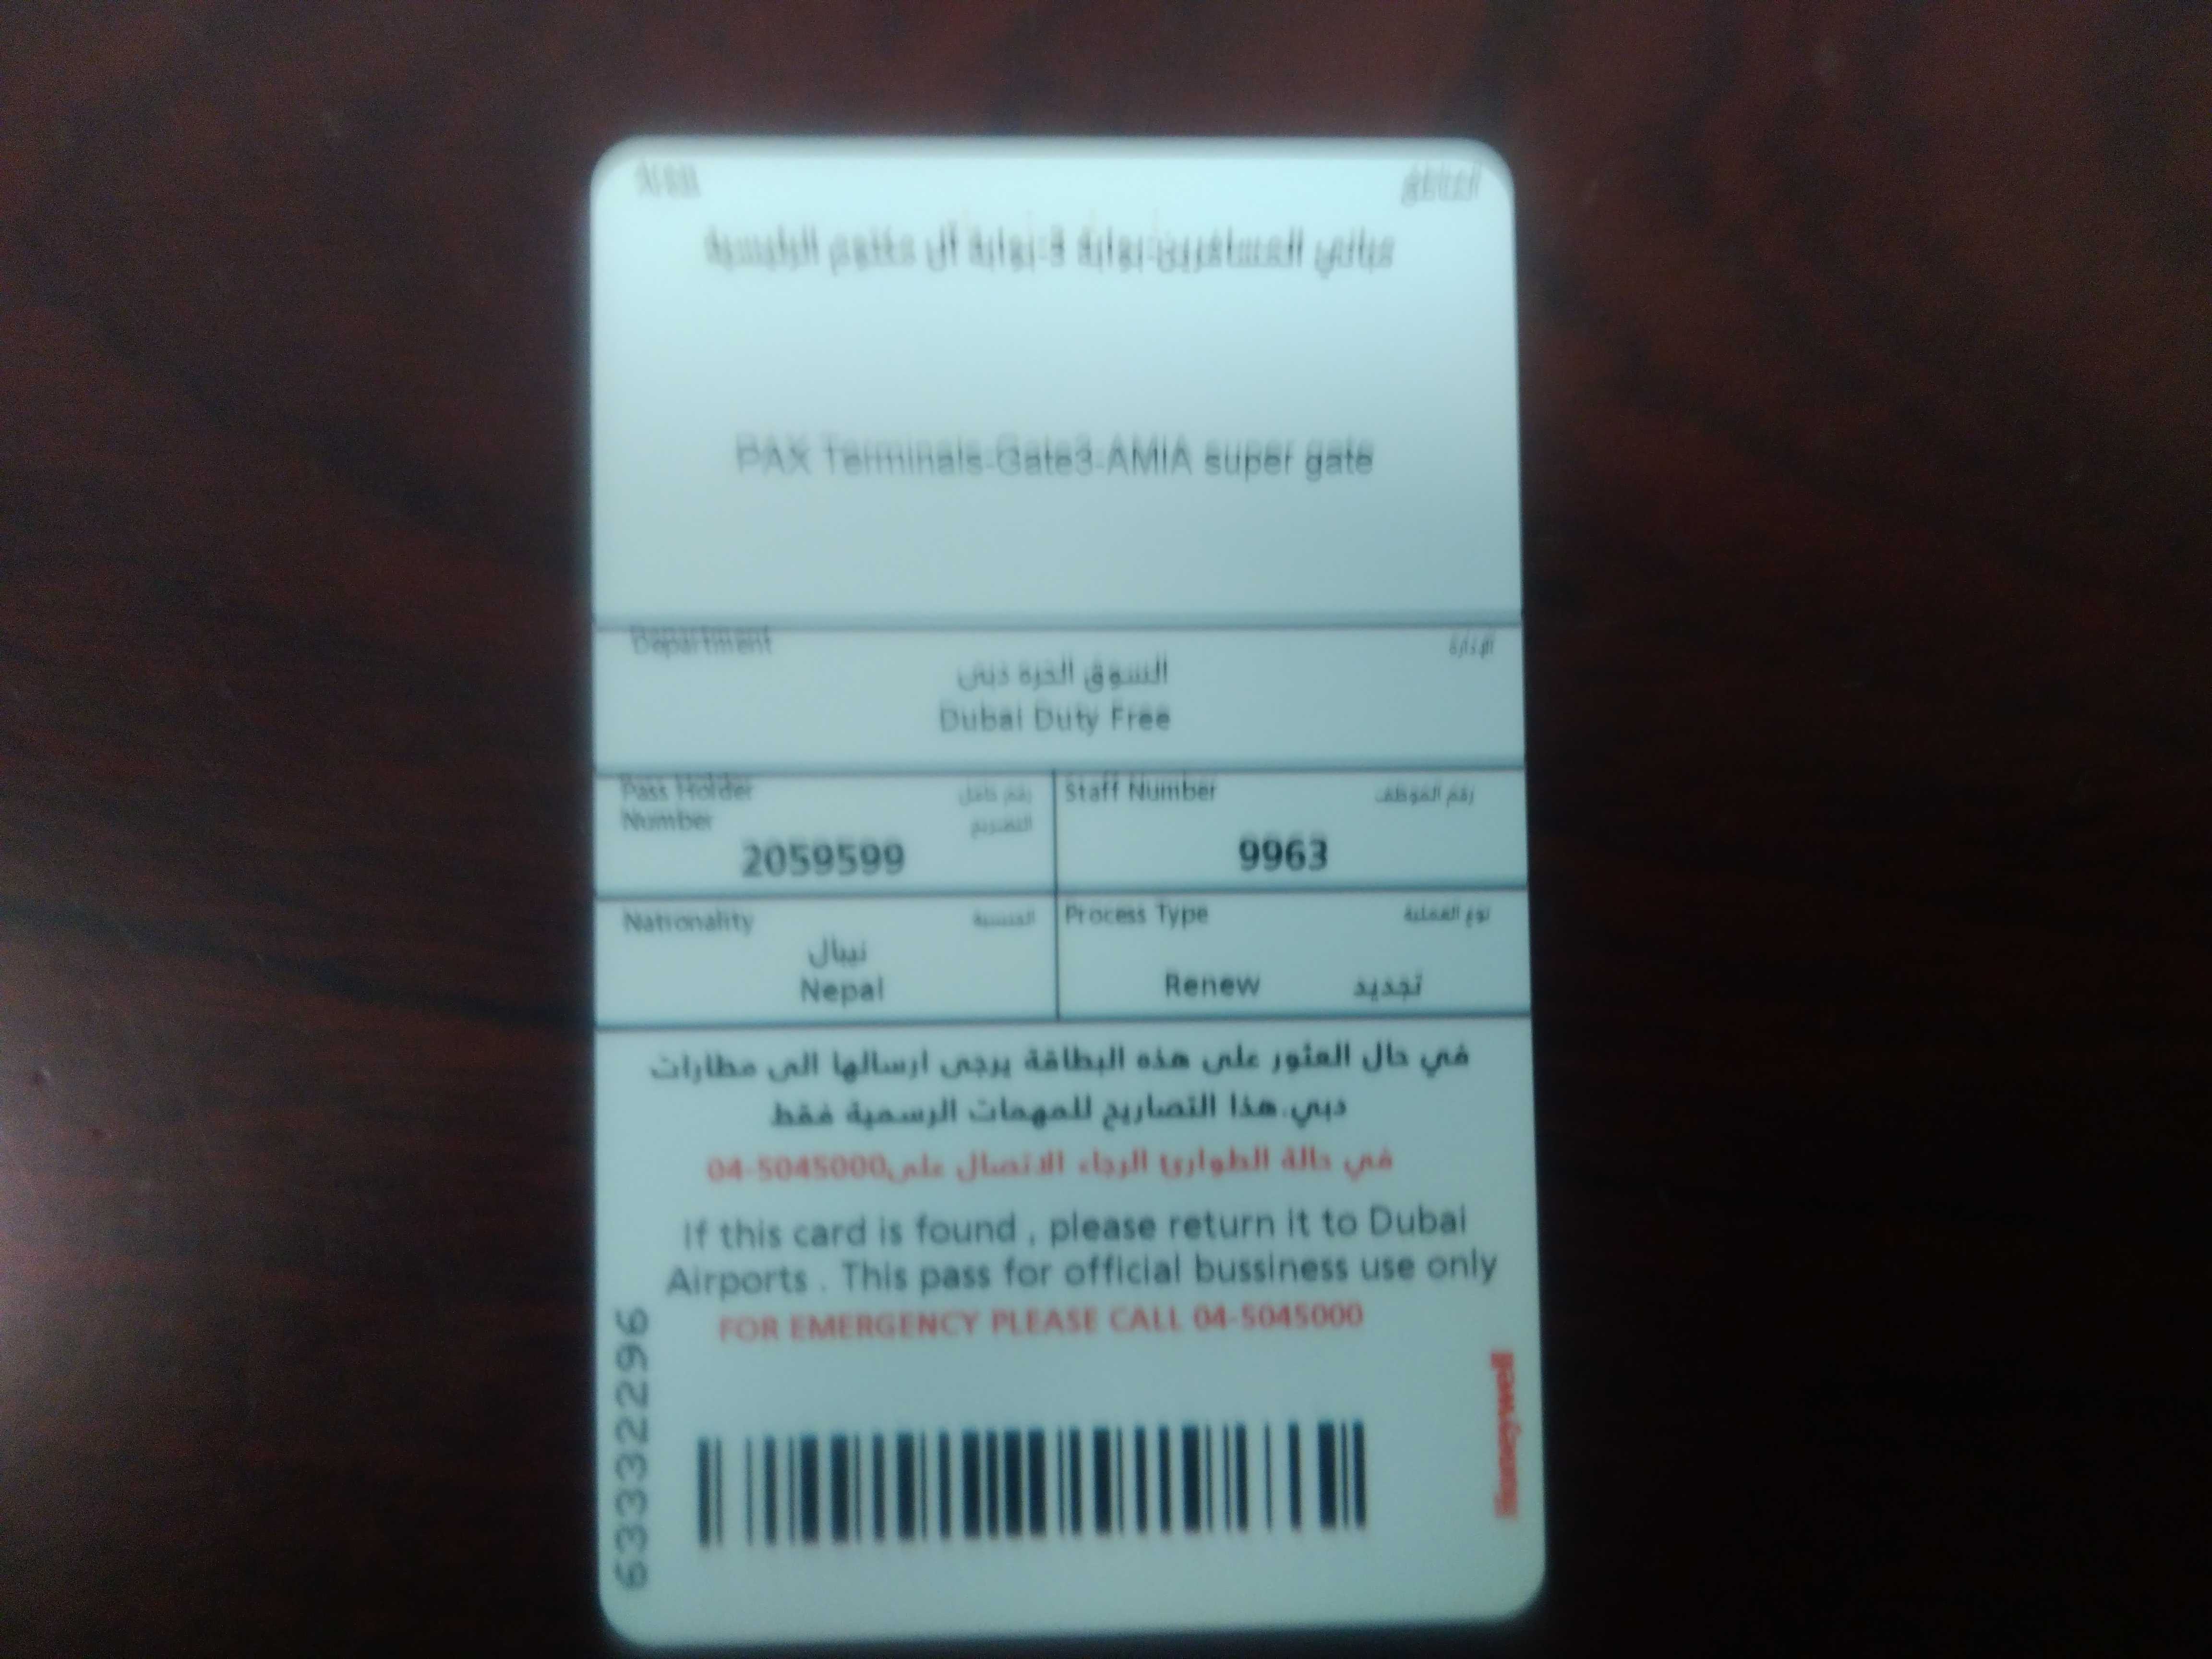 المناطق
مباني المسافرين-بوابة 3-بوابة آل مكتوم الرئيسية
PAX Terminals-Gate3-AMIA super gate
Department الإدارة
السوق الحرة دبي
Dubai Duty Free
Pass Holder Number رقم حامل التصريح
2059599
Staff Number رقم الموظف
9963
Nationality الجنسية
نيبال
Nepal
Process Type نوع العملية
Renew تجديد
في حال العثور على هذه البطاقة يرجى ارسالها الى مطارات
دبي.هذا التصاريح للمهمات الرسمية فقط
في حالة الطوارئ الرجاء الاتصال على04-5045000
If this card is found , please return it to Dubai
Airports . This pass for official bussiness use only
FOR EMERGENCY PLEASE CALL 04-5045000
63332296
Honeywell